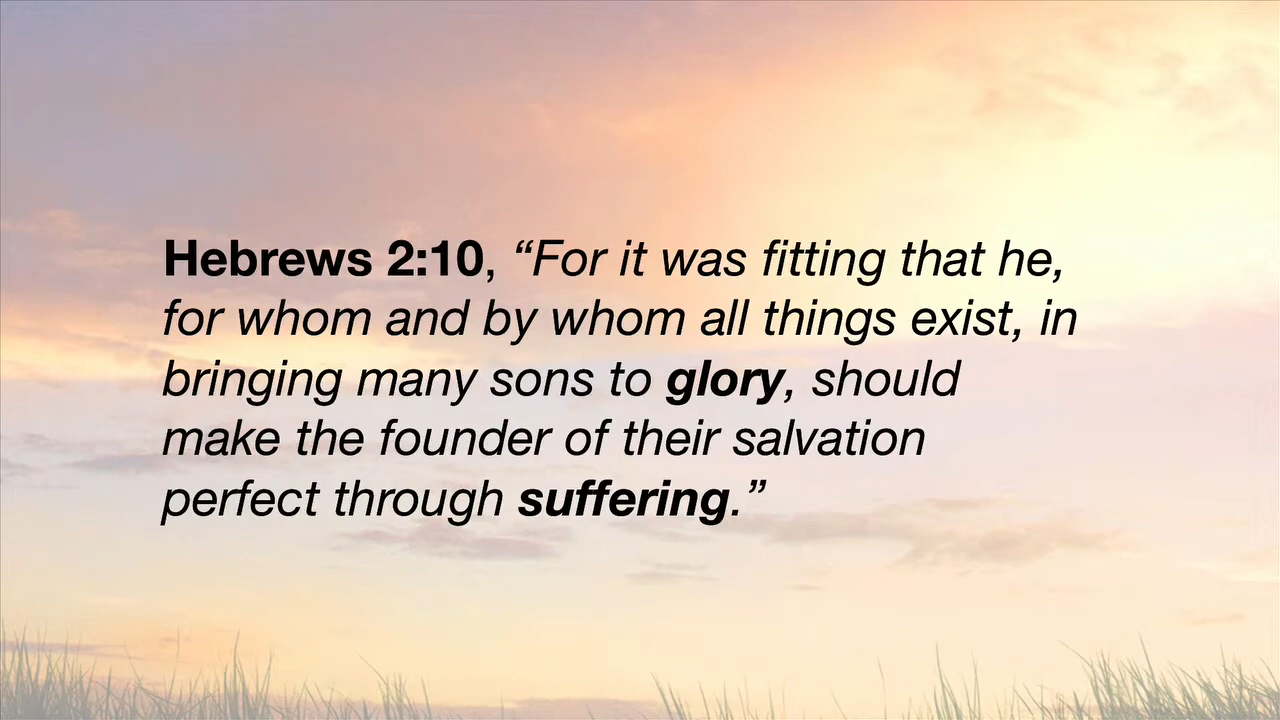 Hebrews 2:10, “For it was fitting that he,
for whom and by whom all things exist, in
bringing many sons to glory, should
make the founder of their salvation
perfect through suffering.”